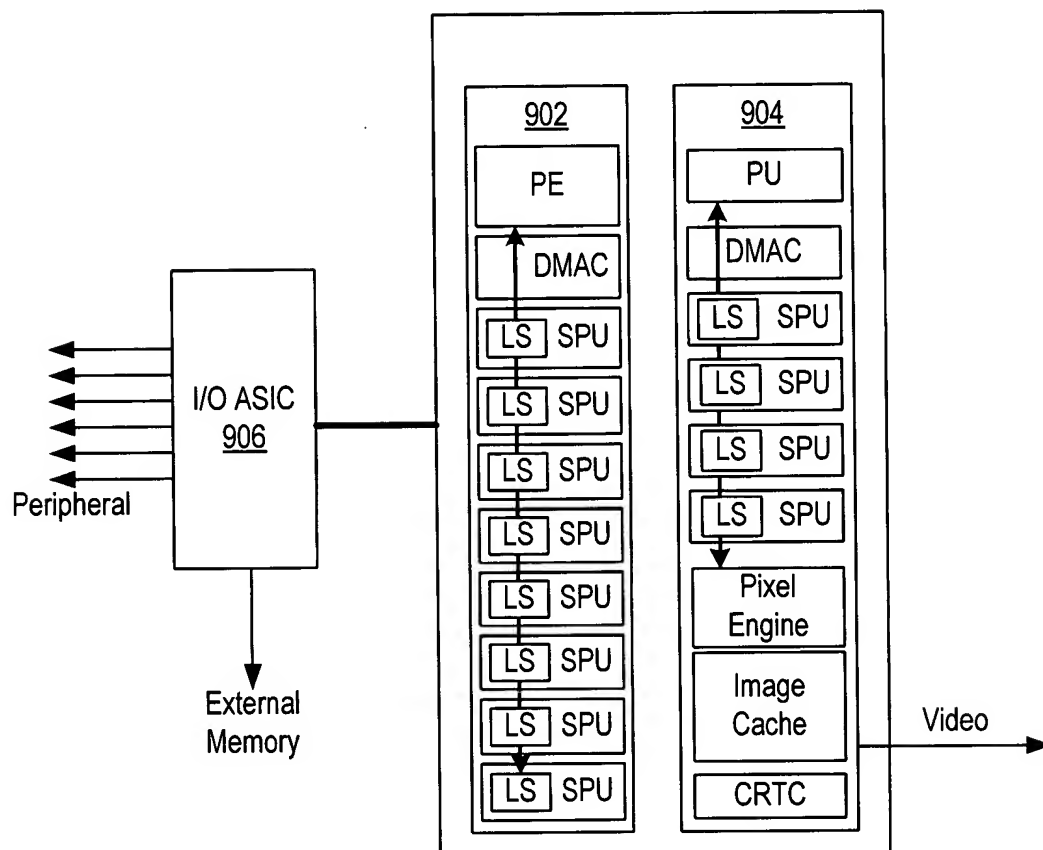 902
PE
DMAC
LS SPU
LS SPU
LS SPU
LS SPU
LS SPU
LS SPU
LS SPU
LS SPU
904
PU
DMAC
LS SPU
LS SPU
LS SPU
LS SPU
Pixel
Engine
Image
Cache
CRTC
I/O ASIC
906
Peripheral
External
Memory
Video